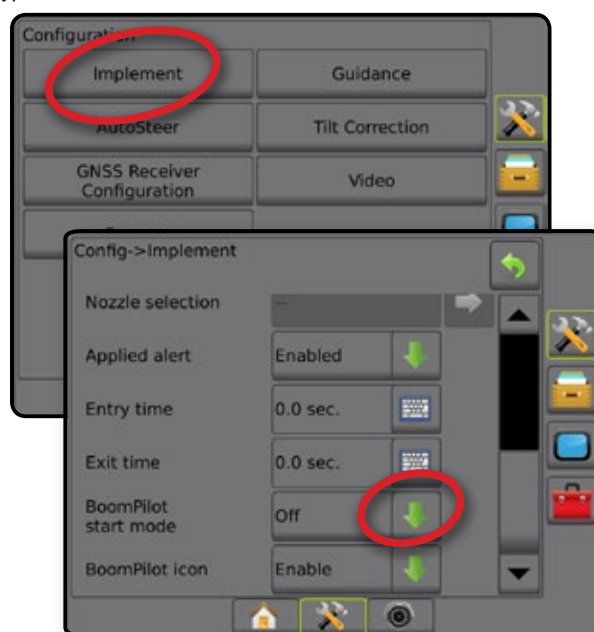 Configuration
Implement
Guidance
AutoSteer
Tilt Correction
GNSS Receiver
Configuration
Video
Config->Implement
Nozzle selection
--
Applied alert
Enabled
Entry time
0.0 sec.
Exit time
0.0 sec.
BoomPilot
start mode
Off
BoomPilot icon
Enable